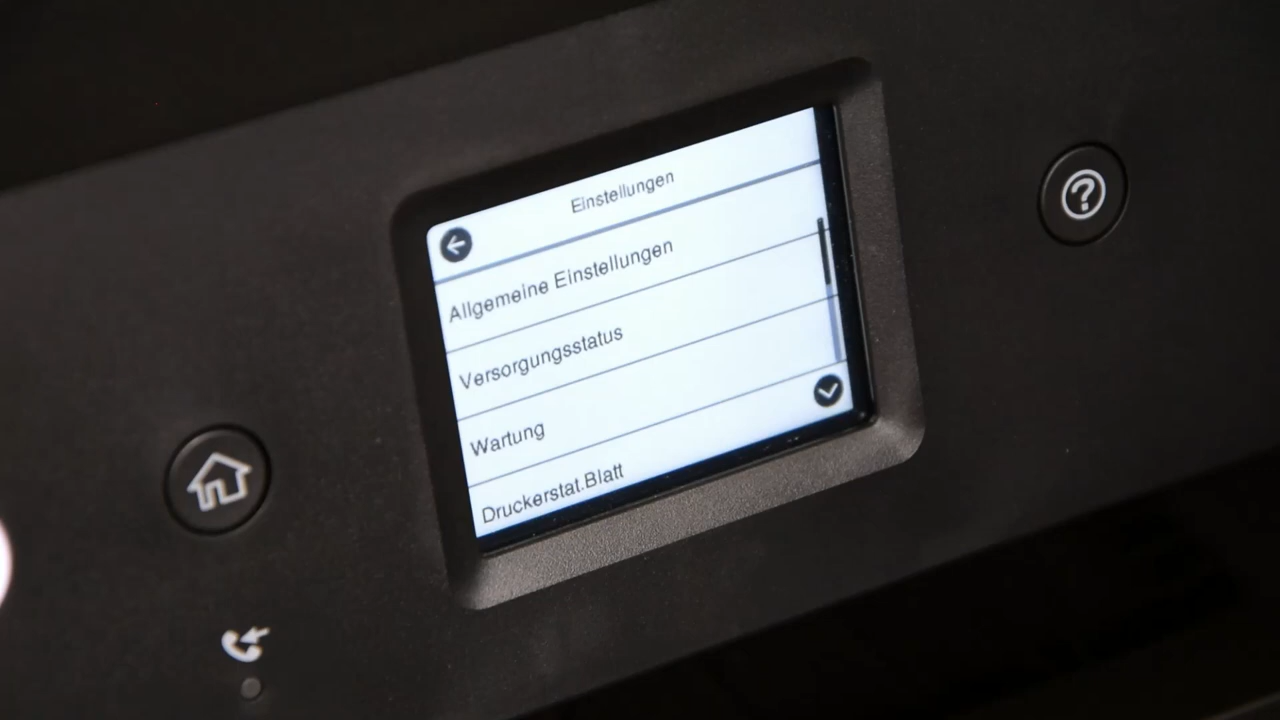 Einstellungen
Allgemeine Einstellungen
Versorgungsstatus
Wartung
Druckerstat.Blatt
?